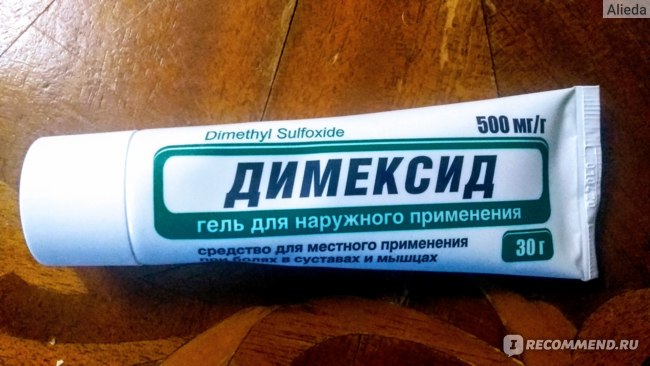 Alieda
Dimethyl Sulfoxide
500 мг/г
ДИМЕКСИД
гель для наружного применения
средство для местного применения
при болях в суставах и мышцах
30 г
I RECOMMEND.RU